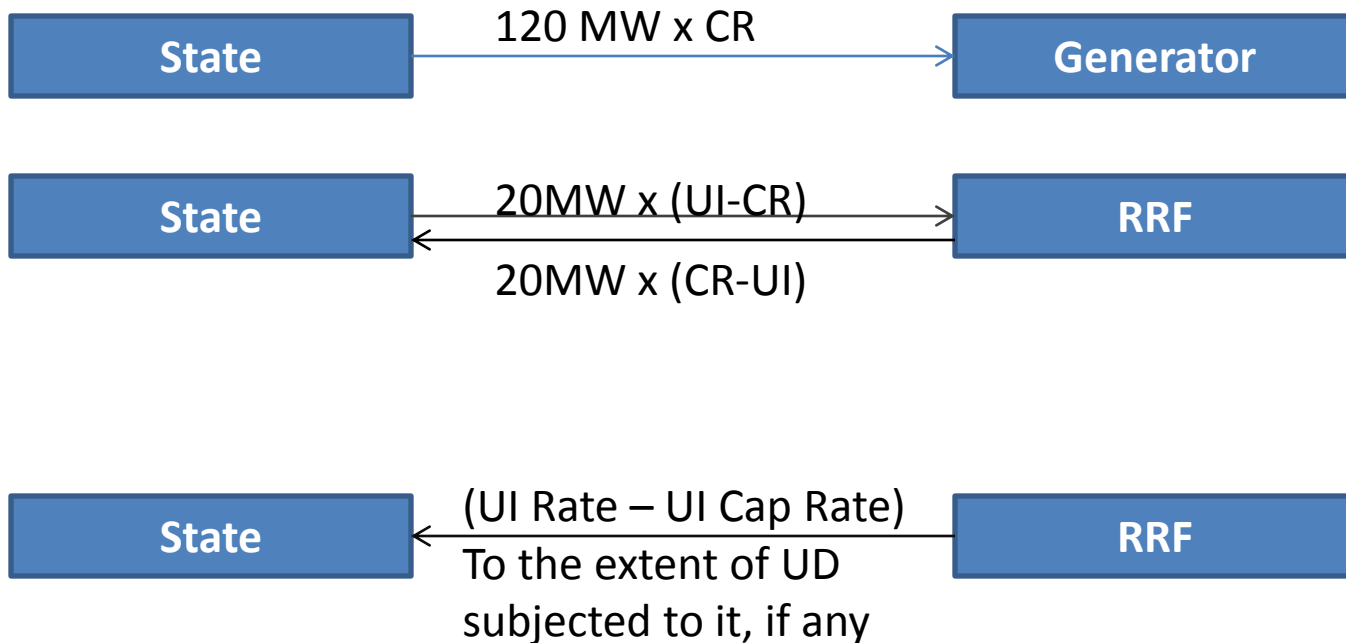 State
120 MW x CR
Generator
State
20MW x (UI-CR)
RRF
20MW x (CR-UI)
State
(UI Rate – UI Cap Rate)
RRF
To the extent of UD
subjected to it, if any